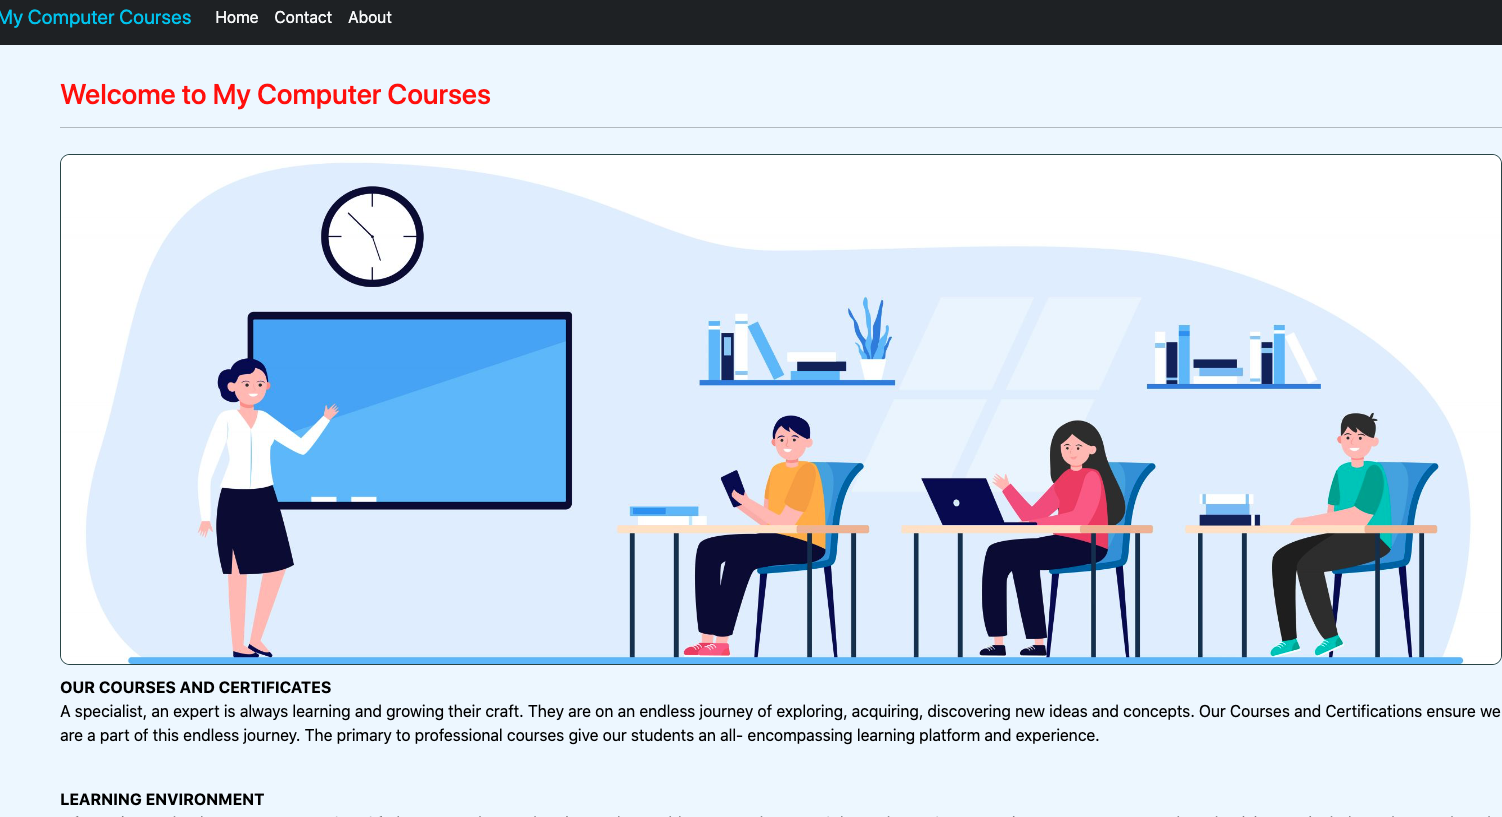 My Computer Courses Home Contact About
Welcome to My Computer Courses
OUR COURSES AND CERTIFICATES
A specialist, an expert is always learning and growing their craft. They are on an endless journey of exploring, acquiring, discovering new ideas and concepts. Our Courses and Certifications ensure we
are a part of this endless journey. The primary to professional courses give our students an all- encompassing learning platform and experience.
LEARNING ENVIRONMENT